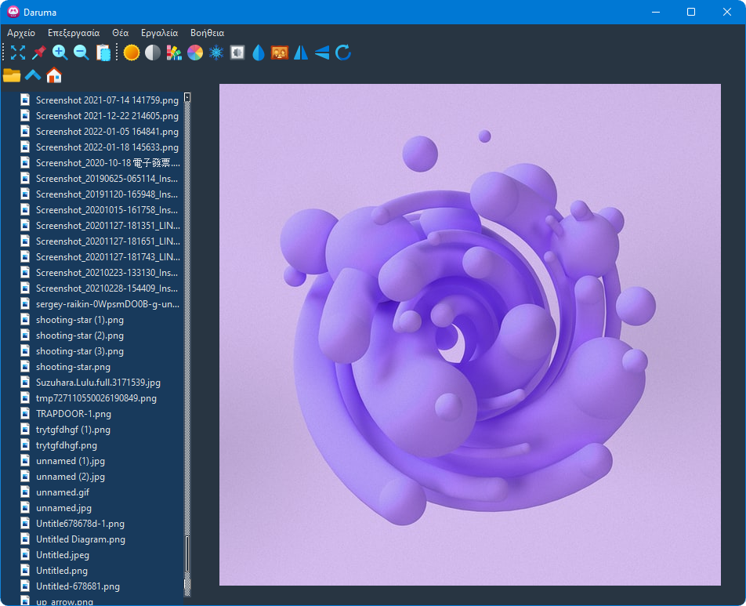 Daruma
Αρχείο Επεξεργασία Θέα Εργαλεία Βοήθεια
Screenshot 2021-07-14 141759.png
Screenshot 2021-12-22 214605.png
Screenshot 2022-01-05 164841.png
Screenshot 2022-01-18 145633.png
Screenshot_2020-10-18 電子發票....
Screenshot_20190625-065114_Ins...
Screenshot_20191120-165948_Ins...
Screenshot_20201015-161758_Ins...
Screenshot_20201127-181351_LIN...
Screenshot_20201127-181651_LIN...
Screenshot_20201127-181743_LIN...
Screenshot_20210223-133130_Ins...
Screenshot_20210228-154409_Ins...
sergey-raikin-0WpsmDO0B-g-un...
shooting-star (1).png
shooting-star (2).png
shooting-star (3).png
shooting-star.png
Suzuhara.Lulu.full.3171539.jpg
tmp727110550026190849.png
TRAPDOOR-1.png
trytgfdhgf (1).png
trytgfdhgf.png
unnamed (1).jpg
unnamed (2).jpg
unnamed.gif
unnamed.jpg
Untitle678678d-1.png
Untitled Diagram.png
Untitled.jpeg
Untitled.png
Untitled-678681.png
up_arrow.png